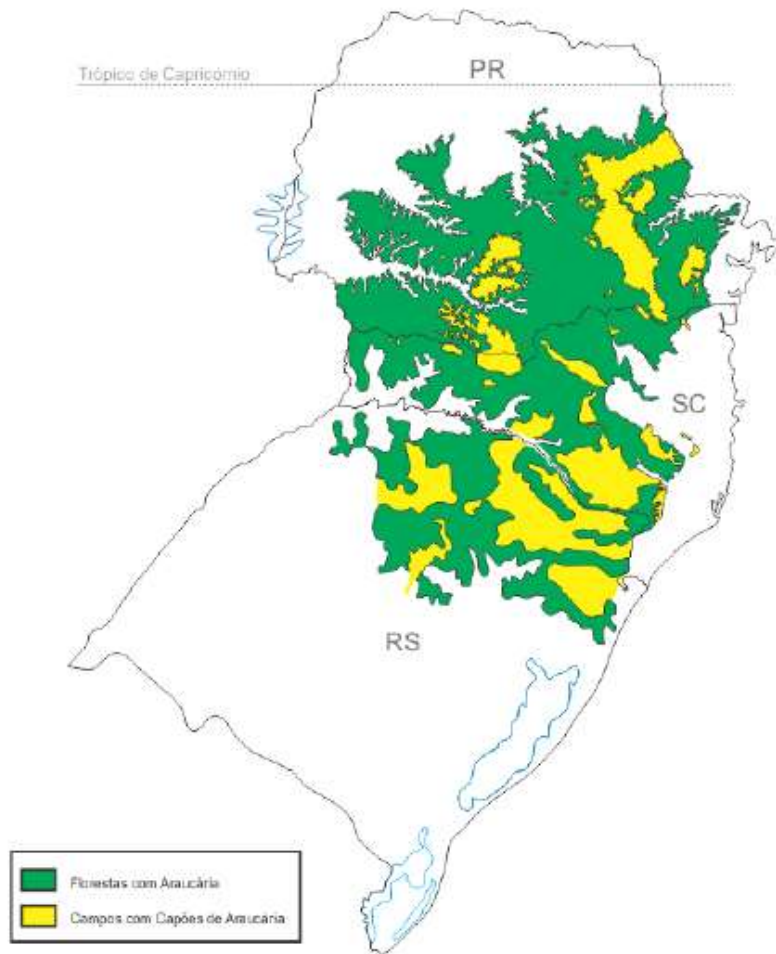 PR
Trópico de Capricórnio
SC
RS
Florestas com Araucária
Campos com Capões de Araucária